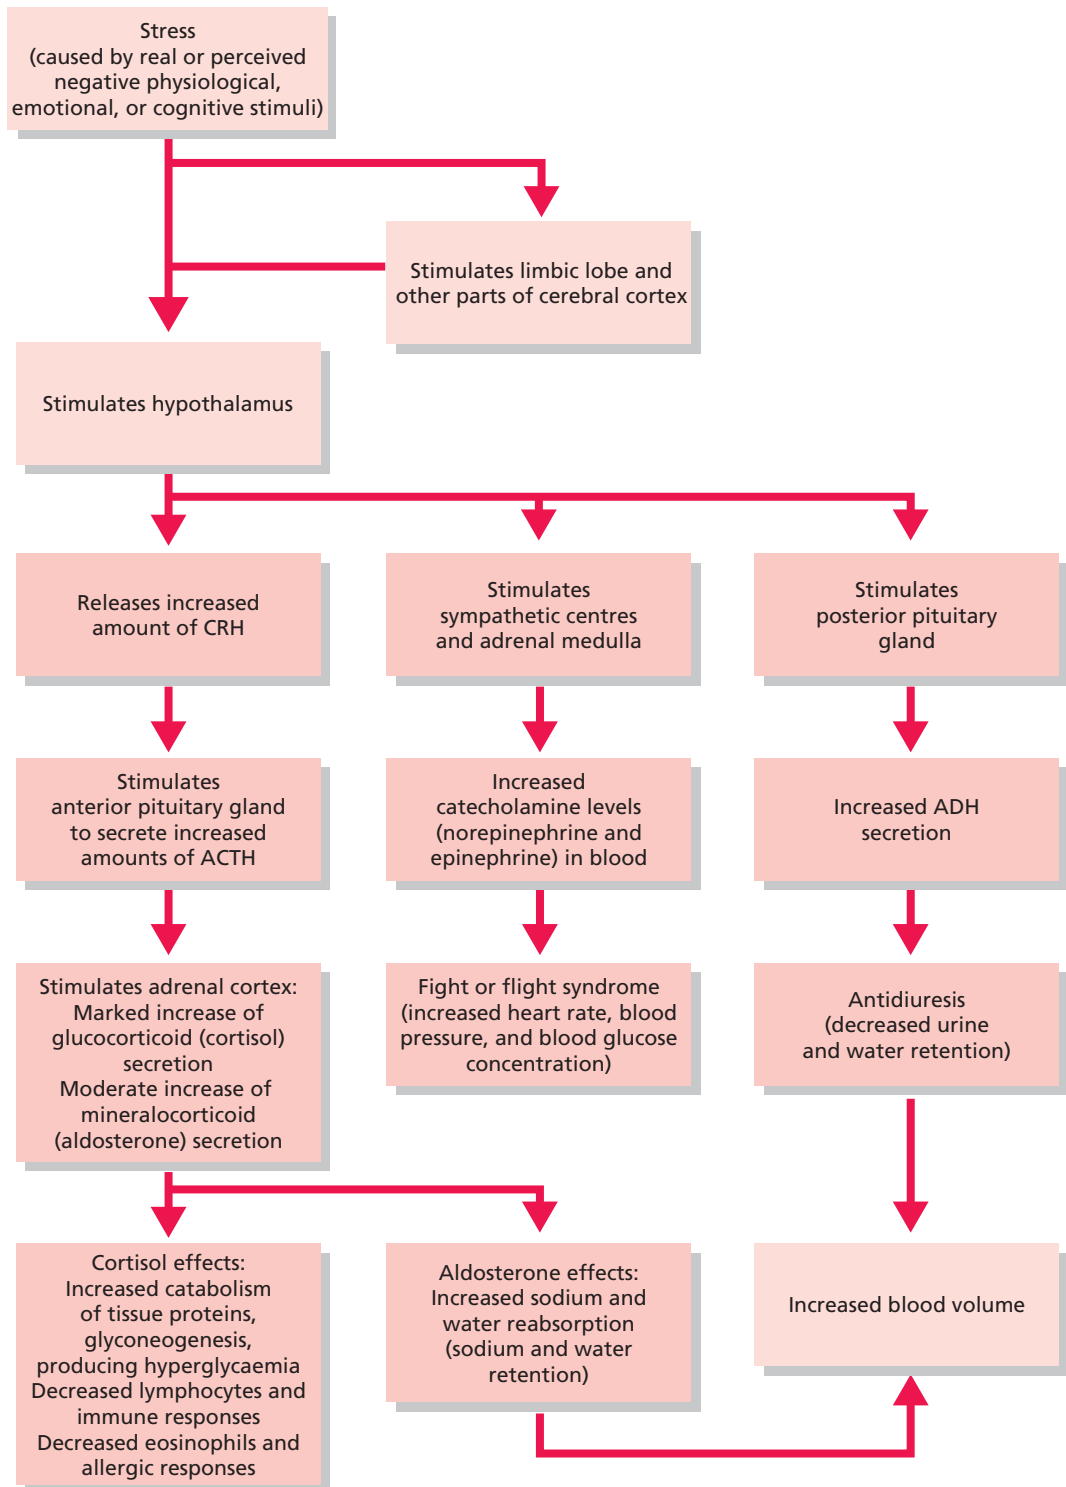 Stress
(caused by real or perceived
negative physiological,
emotional, or cognitive stimuli)
Stimulates limbic lobe and
other parts of cerebral cortex
Stimulates hypothalamus
Releases increased
amount of CRH
Stimulates
sympathetic centres
and adrenal medulla
Stimulates
posterior pituitary
gland
Stimulates
anterior pituitary gland
to secrete increased
amounts of ACTH
Increased
catecholamine levels
(norepinephrine and
epinephrine) in blood
Increased ADH
secretion
Stimulates adrenal cortex:
Marked increase of
glucocorticoid (cortisol)
secretion
Moderate increase of
mineralocorticoid
(aldosterone) secretion
Fight or flight syndrome
(increased heart rate, blood
pressure, and blood glucose
concentration)
Antidiuresis
(decreased urine
and water retention)
Cortisol effects:
Increased catabolism
of tissue proteins,
glyconeogenesis,
producing hyperglycaemia
Decreased lymphocytes and
immune responses
Decreased eosinophils and
allergic responses
Aldosterone effects:
Increased sodium and
water reabsorption
(sodium and water
retention)
Increased blood volume